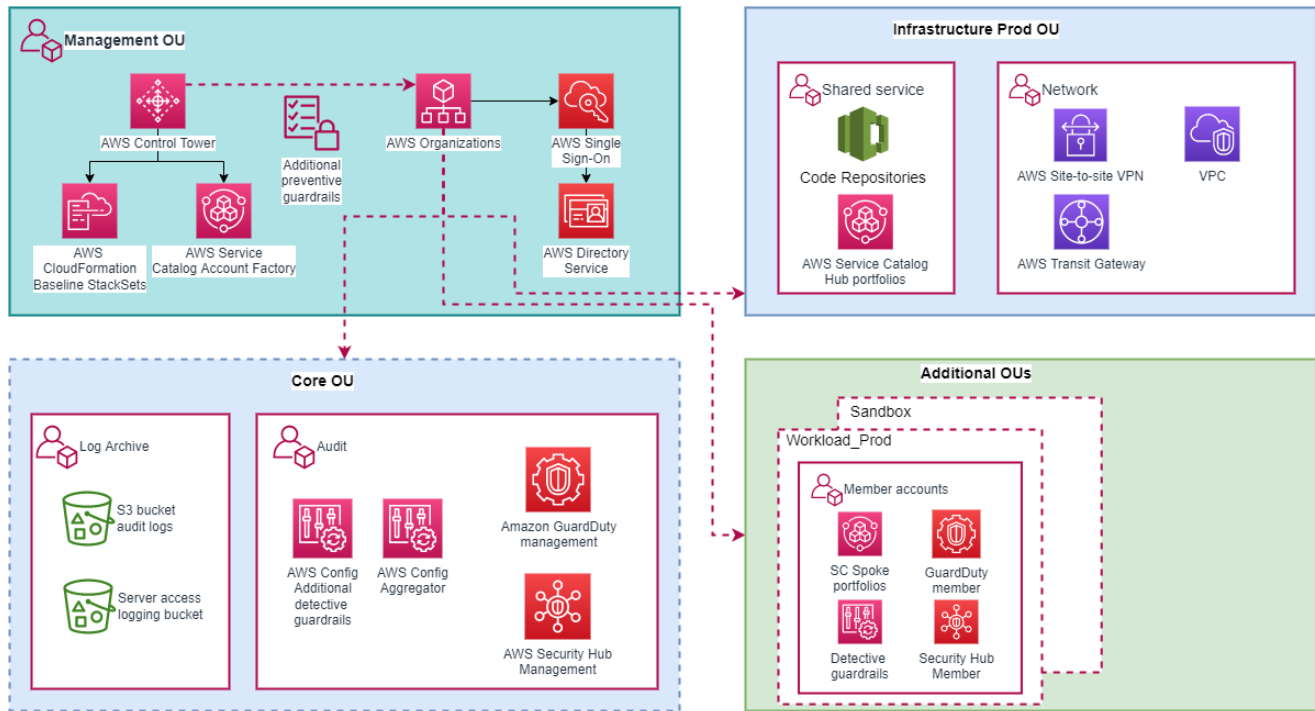 Management OU
AWS Control Tower
Additional
preventive
guardrails
AWS Organizations
AWS Single
Sign-On
AWS
CloudFormation
Baseline StackSets
AWS Service
Catalog Account Factory
AWS Directory
Service
Infrastructure Prod OU
Shared service
Code Repositories
AWS Service Catalog
Hub portfolios
Network
AWS Site-to-site VPN
VPC
AWS Transit Gateway
Core OU
Log Archive
S3 bucket
audit logs
Server access
logging bucket
Audit
AWS Config
Additional
detective
guardrails
AWS Config
Aggregator
Amazon GuardDuty
management
AWS Security Hub
Management
Additional OUs
Sandbox
Workload_Prod
Member accounts
SC Spoke
portfolios
GuardDuty
member
Detective
guardrails
Security Hub
Member